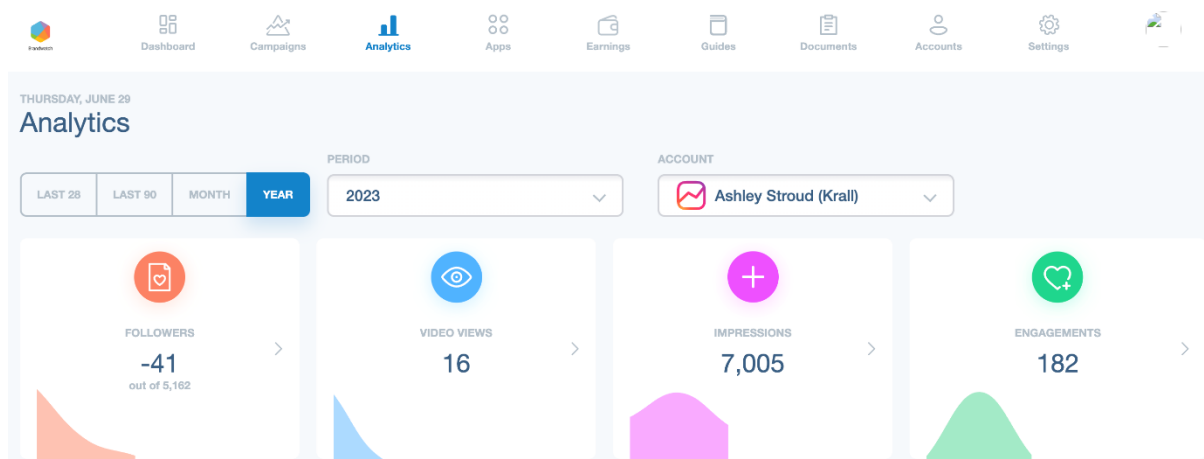 Brandwatch
Dashboard
Campaigns
Analytics
Apps
Earnings
Guides
Documents
Accounts
Settings
THURSDAY, JUNE 29
Analytics
PERIOD
ACCOUNT
LAST 28
LAST 90
MONTH
YEAR
2023
Ashley Stroud (Krall)
FOLLOWERS
-41
out of 5,162
VIDEO VIEWS
16
IMPRESSIONS
7,005
ENGAGEMENTS
182